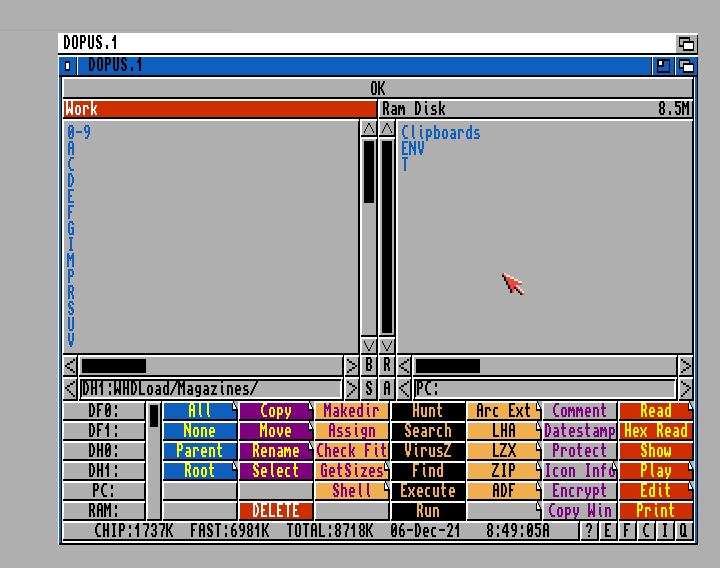 DOPUS.1
DOPUS.1
OK
Work Ram Disk 8.5M
0-9 Clipboards
A ENV
C T
D
E
F
G
I
M
P
R
S
U
V
B R
DH1:WHDLoad/Magazines/ S A PC:
DF0: All Copy Makedir Hunt Arc Ext Comment Read
DF1: None Move Assign Search LHA Datestamp Hex Read
DH0: Parent Rename Check Fit VirusZ LZX Protect Show
DH1: Root Select GetSizes Find ZIP Icon Info Play
PC: Shell Execute ADF Encrypt Edit
RAM: DELETE Run Copy Win Print
CHIP:1737K FAST:6981K TOTAL:8718K 06-Dec-21 8:49:05A ? E F C I Q